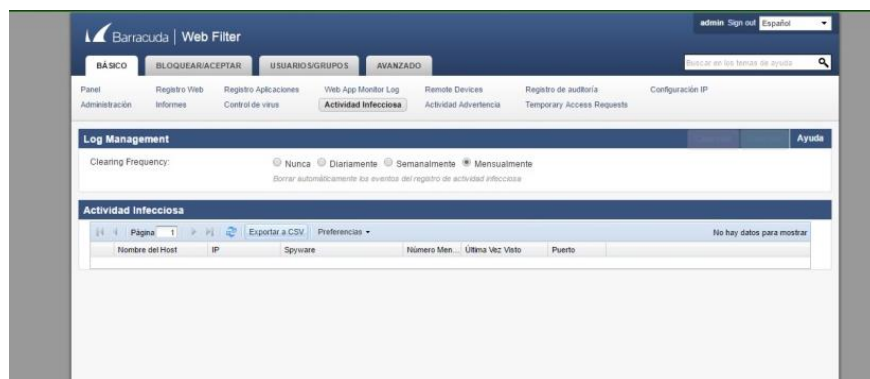 Barracuda | Web Filter
admin Sign out Español
BÁSICO BLOQUEAR/ACEPTAR USUARIOS/GRUPOS AVANZADO
Buscar en los temas de ayuda
Panel Registro Web Registro Aplicaciones Web App Monitor Log Remote Devices Registro de auditoría Configuración IP
Administración Informes Control de virus Actividad Infecciosa Actividad Advertencia Temporary Access Requests
Log Management Ayuda
Clearing Frequency: Nunca Diariamente Semanalmente Mensualmente
Borrar automáticamente los eventos del registro de actividad infecciosa
Actividad Infecciosa
Página 1 Exportar a CSV Preferencias No hay datos para mostrar
Nombre del Host IP Spyware Número Men... Última Vez Visto Puerto